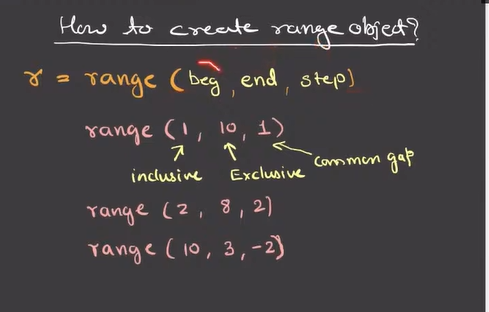 How to create range object?
r = range (beg, end, step)
range (1, 10, 1)
inclusive Exclusive common gap
range (2, 8, 2)
range (10, 3, -2)